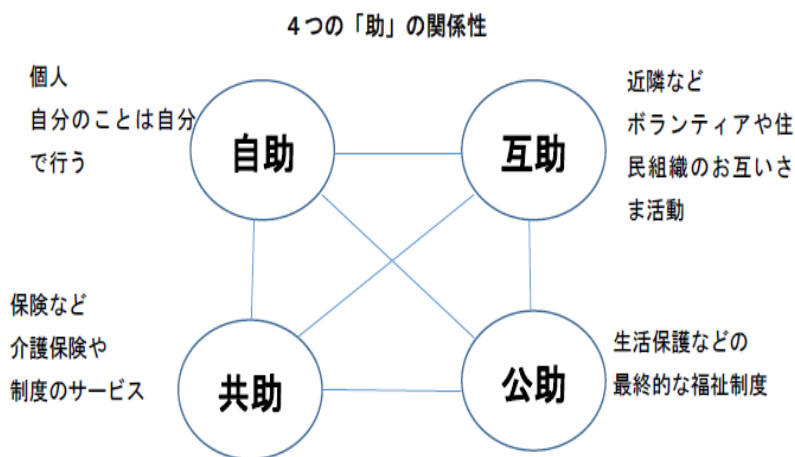 ４つの「助」の関係性
個人
自分のことは自分
で行う
自助
互助
近隣など
ボランティアや住
民組織のお互いさ
ま活動
保険など
介護保険や
制度のサービス
共助
公助
生活保護などの
最終的な福祉制度